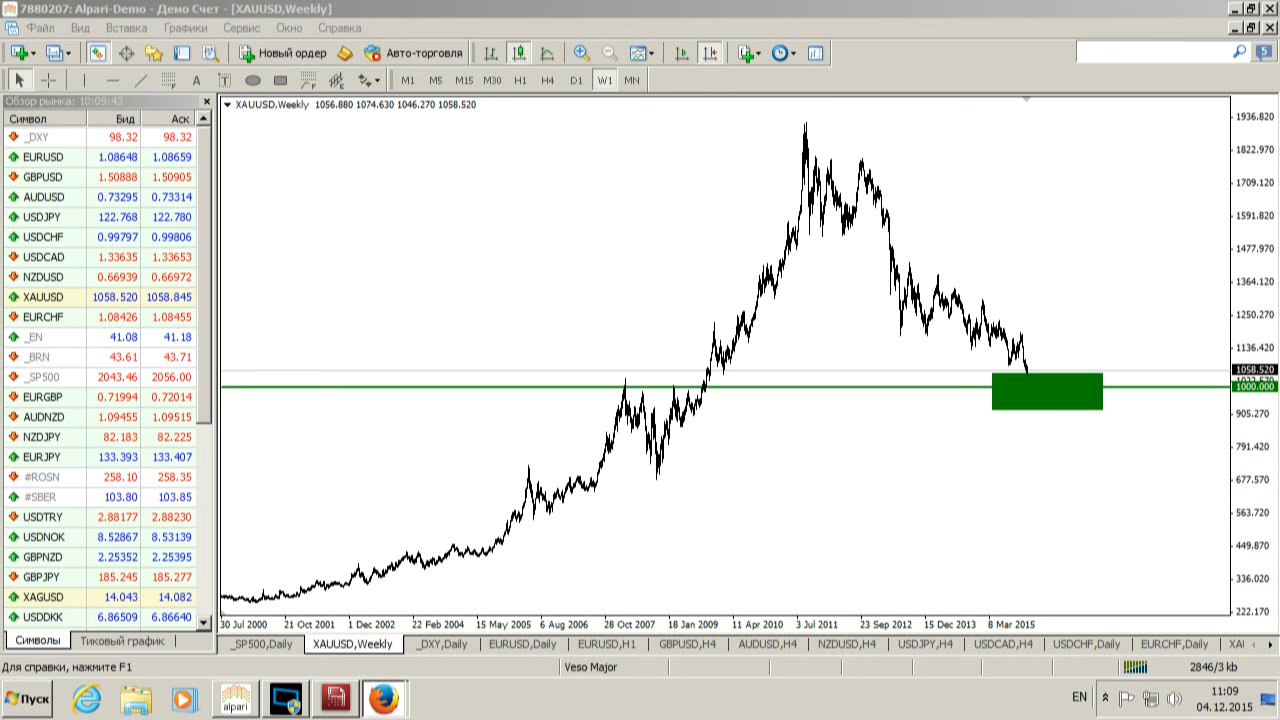 7880207: Alpari-Demo - Демо Счет - [XAUUSD,Weekly]
Файл Вид Вставка Графики Сервис Окно Справка
Новый ордер Авто-торговля 5
A T M1 M5 M15 M30 H1 H4 D1 W1 MN
Обзор рынка: 10:09:43
Символ Бид Аск
_DXY 98.32 98.32
EURUSD 1.08648 1.08659
GBPUSD 1.50888 1.50905
AUDUSD 0.73295 0.73314
USDJPY 122.768 122.780
USDCHF 0.99797 0.99806
USDCAD 1.33635 1.33653
NZDUSD 0.66939 0.66972
XAUUSD 1058.520 1058.845
EURCHF 1.08426 1.08455
_EN 41.08 41.18
_BRN 43.61 43.71
_SP500 2043.46 2056.00
EURGBP 0.71994 0.72014
AUDNZD 1.09455 1.09515
NZDJPY 82.183 82.225
EURJPY 133.393 133.407
#ROSN 258.10 258.35
#SBER 103.80 103.85
USDTRY 2.88177 2.88230
USDNOK 8.52867 8.53139
GBPNZD 2.25352 2.25395
GBPJPY 185.245 185.277
XAGUSD 14.043 14.082
USDDKK 6.86509 6.86640
Символы Тиковый график
XAUUSD,Weekly 1056.880 1074.630 1046.270 1058.520
1936.820
1822.970
1709.120
1591.820
1477.970
1364.120
1250.270
1136.420
1058.520
1000.000
905.270
791.420
677.570
563.720
449.870
336.020
222.170
30 Jul 2000 21 Oct 2001 1 Dec 2002 22 Feb 2004 15 May 2005 6 Aug 2006 28 Oct 2007 18 Jan 2009 11 Apr 2010 3 Jul 2011 23 Sep 2012 15 Dec 2013 8 Mar 2015
_SP500,Daily XAUUSD,Weekly _DXY,Daily EURUSD,Daily EURUSD,H1 GBPUSD,H4 AUDUSD,H4 NZDUSD,H4 USDJPY,H4 USDCAD,H4 USDCHF,Daily EURCHF,Daily XAI
Для справки, нажмите F1 Veso Major 2846/3 kb
Пуск alpari EN 11:09
04.12.2015